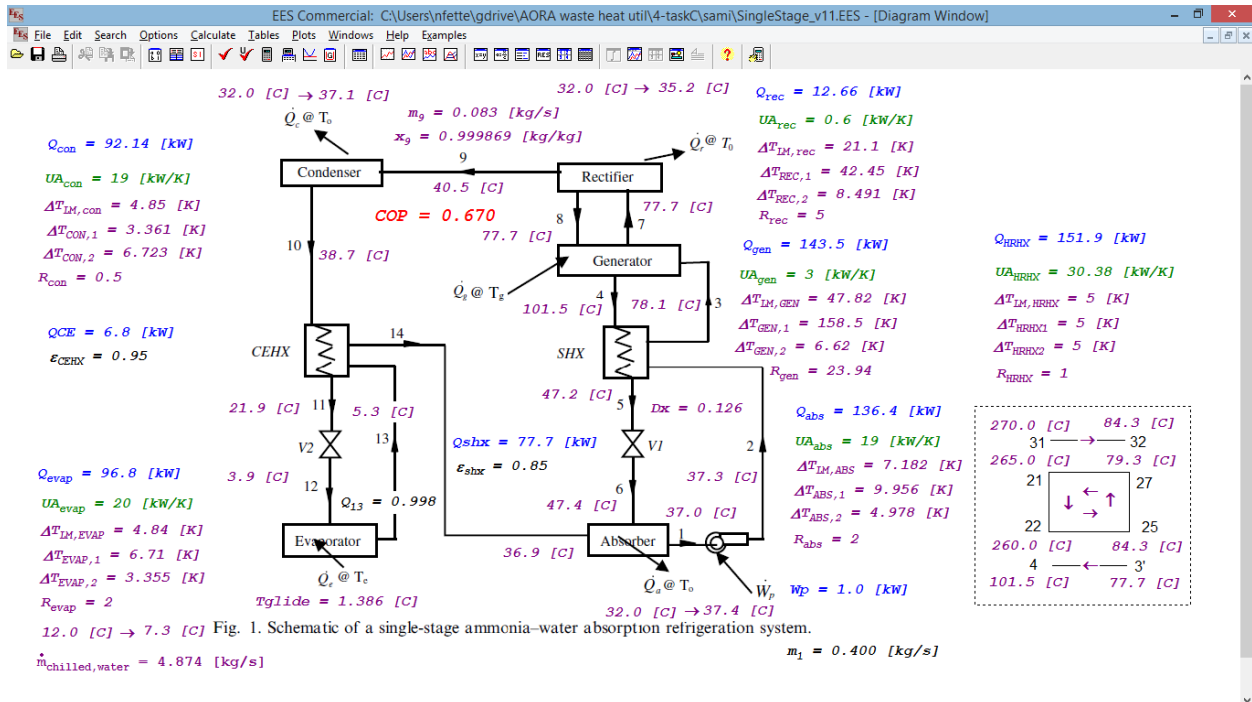 EES Commercial: C:\Users\nfette\gdrive\AORA waste heat util\4-taskC\sami\SingleStage_v11.EES - [Diagram Window]
File Edit Search Options Calculate Tables Plots Windows Help Examples
32.0 [C] → 37.1 [C]
Q̇c @ To
m9 = 0.083 [kg/s]
x9 = 0.999869 [kg/kg]
32.0 [C] → 35.2 [C]
Q̇r @ T0
Qrec = 12.66 [kW]
UArec = 0.6 [kW/K]
ΔTLM,rec = 21.1 [K]
ΔTREC,1 = 42.45 [K]
ΔTREC,2 = 8.491 [K]
Rrec = 5
Qcon = 92.14 [kW]
UAcon = 19 [kW/K]
ΔTLM,con = 4.85 [K]
ΔTCON,1 = 3.361 [K]
ΔTCON,2 = 6.723 [K]
Rcon = 0.5
Condenser
9
40.5 [C]
Rectifier
COP = 0.670
8
7
77.7 [C]
77.7 [C]
10
38.7 [C]
Generator
Q̇g @ Tg
4
101.5 [C]
78.1 [C]
3
Qgen = 143.5 [kW]
UAgen = 3 [kW/K]
ΔTLM,GEN = 47.82 [K]
ΔTGEN,1 = 158.5 [K]
ΔTGEN,2 = 6.62 [K]
Rgen = 23.94
QHRHX = 151.9 [kW]
UAHRHX = 30.38 [kW/K]
ΔTLM,HRHX = 5 [K]
ΔTHRHX1 = 5 [K]
ΔTHRHX2 = 5 [K]
RHRHX = 1
QCE = 6.8 [kW]
εCEHX = 0.95
CEHX
14
SHX
21.9 [C]
11
5.3 [C]
V2
13
47.2 [C]
5
Dx = 0.126
Qshx = 77.7 [kW]
εshx = 0.85
V1
2
Qabs = 136.4 [kW]
UAabs = 19 [kW/K]
ΔTLM,ABS = 7.182 [K]
ΔTABS,1 = 9.956 [K]
ΔTABS,2 = 4.978 [K]
Rabs = 2
270.0 [C] 84.3 [C]
31 → 32
265.0 [C] 79.3 [C]
21 27
22 25
260.0 [C] 84.3 [C]
4 ← 3'
101.5 [C] 77.7 [C]
Qevap = 96.8 [kW]
UAevap = 20 [kW/K]
ΔTLM,EVAP = 4.84 [K]
ΔTEVAP,1 = 6.71 [K]
ΔTEVAP,2 = 3.355 [K]
Revap = 2
12.0 [C] → 7.3 [C]
ṁchilled,water = 4.874 [kg/s]
3.9 [C]
12
Q13 = 0.998
Evaporator
Q̇e @ Te
Tglide = 1.386 [C]
6
47.4 [C]
37.3 [C]
37.0 [C]
Absorber
1
36.9 [C]
Q̇a @ To
32.0 [C] → 37.4 [C]
Ẇp
Wp = 1.0 [kW]
Fig. 1. Schematic of a single-stage ammonia–water absorption refrigeration system.
m1 = 0.400 [kg/s]